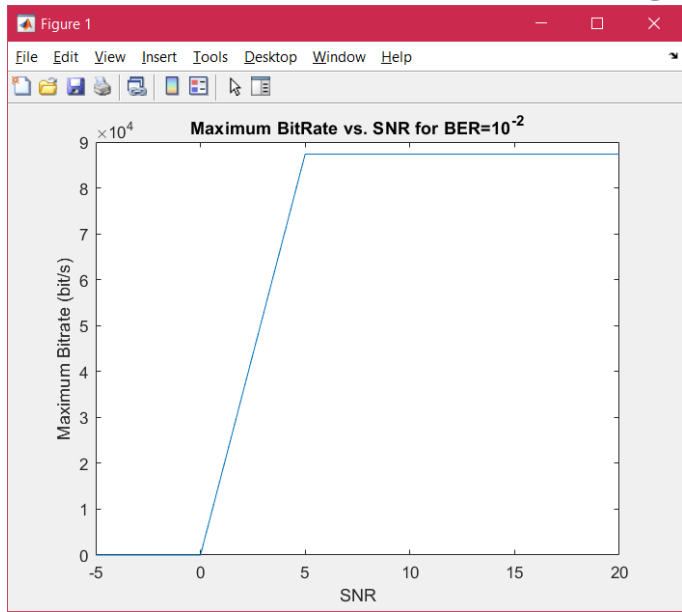 Figure 1
File Edit View Insert Tools Desktop Window Help
×10⁴
Maximum BitRate vs. SNR for BER=10⁻²
9
8
7
6
5
4
3
2
1
0
Maximum Bitrate (bit/s)
-5 0 5 10 15 20
SNR